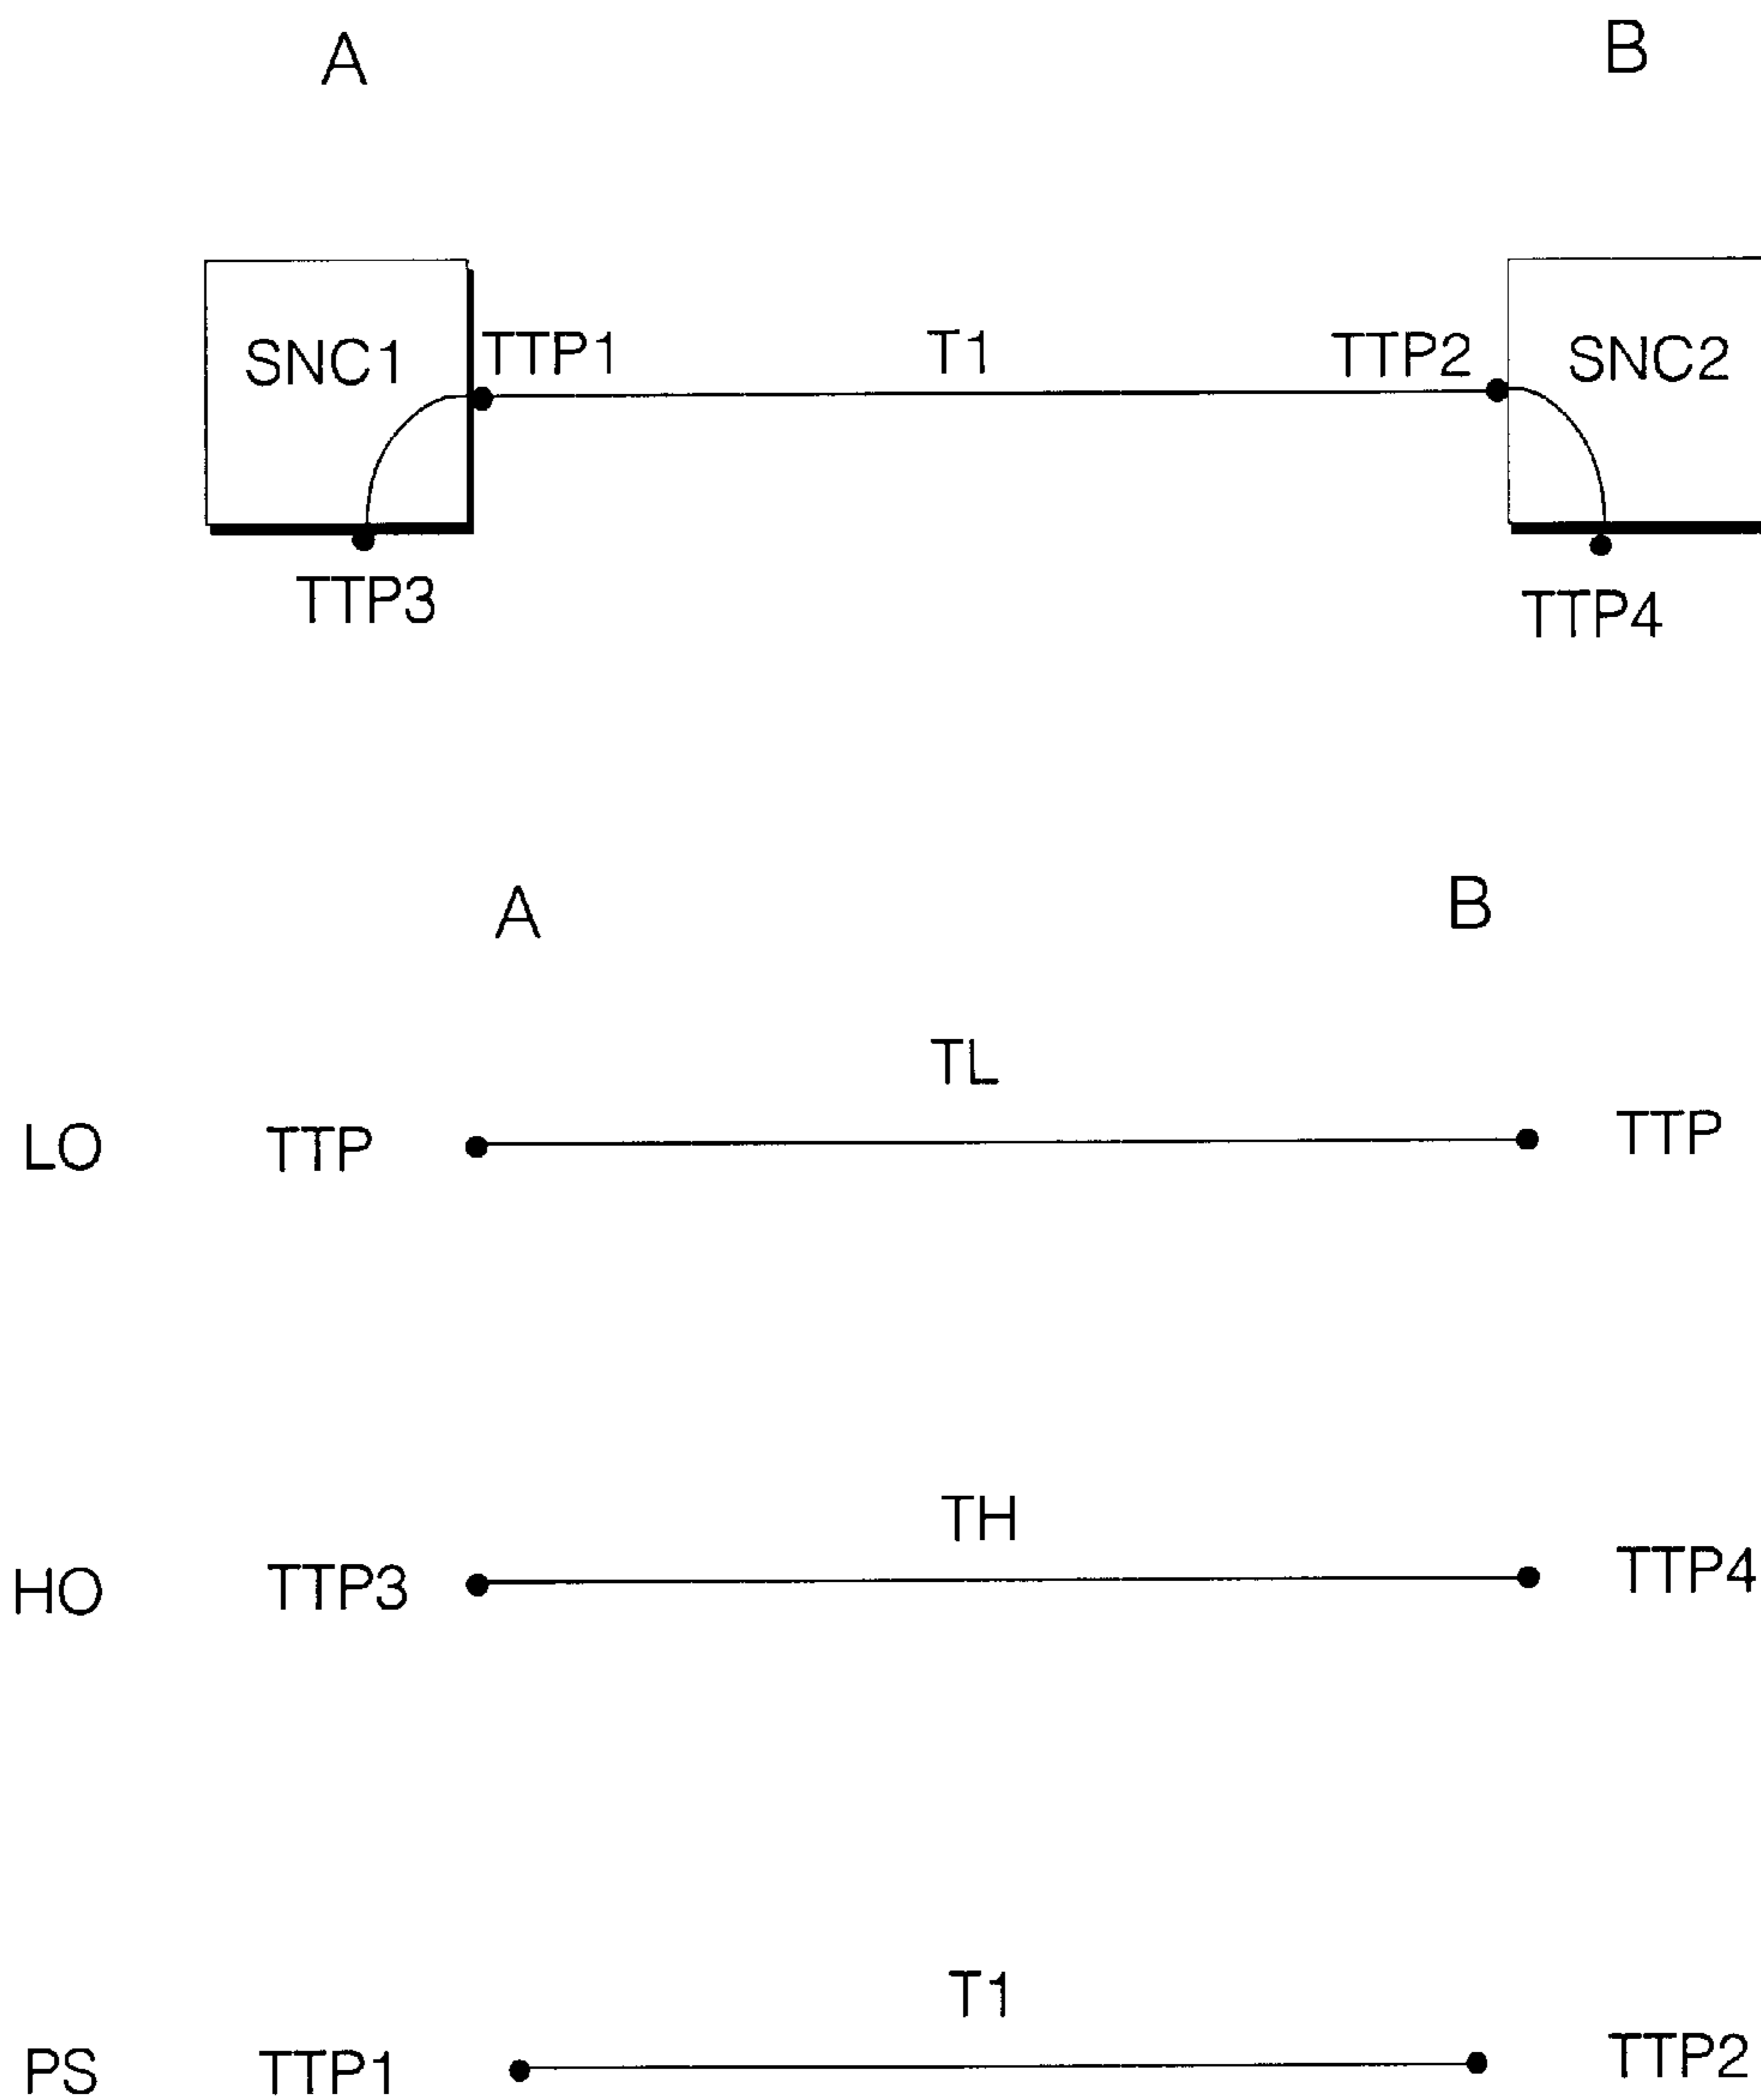 A B
SNC1 TTP1 T1 TTP2 SNC2
TTP3 TTP4
A B
TL
LO TTP TTP
TH
HO TTP3 TTP4
T1
PS TTP1 TTP2